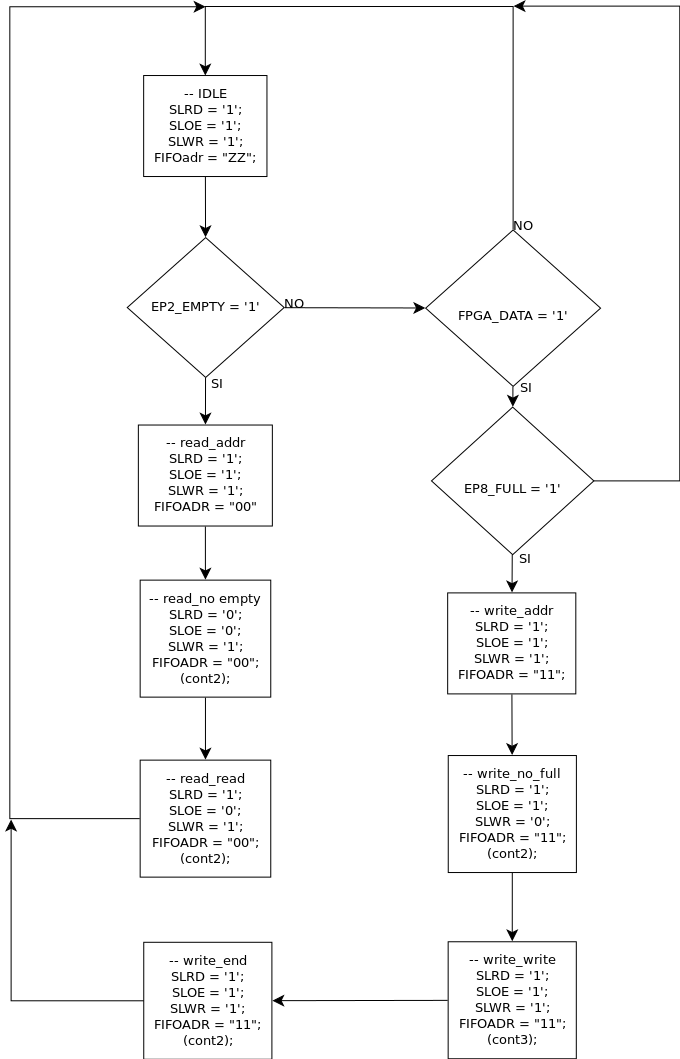 -- IDLE
SLRD = '1';
SLOE = '1';
SLWR = '1';
FIFOadr = "ZZ";
EP2_EMPTY = '1'
NO
SI
FPGA_DATA = '1'
NO
SI
EP8_FULL = '1'
SI
-- read_addr
SLRD = '1';
SLOE = '1';
SLWR = '1';
FIFOADR = "00"
-- read_no empty
SLRD = '0';
SLOE = '0';
SLWR = '1';
FIFOADR = "00";
(cont2);
-- read_read
SLRD = '1';
SLOE = '0';
SLWR = '1';
FIFOADR = "00";
(cont2);
-- write_addr
SLRD = '1';
SLOE = '1';
SLWR = '1';
FIFOADR = "11";
-- write_no_full
SLRD = '1';
SLOE = '1';
SLWR = '0';
FIFOADR = "11";
(cont2);
-- write_write
SLRD = '1';
SLOE = '1';
SLWR = '1';
FIFOADR = "11";
(cont3);
-- write_end
SLRD = '1';
SLOE = '1';
SLWR = '1';
FIFOADR = "11";
(cont2);